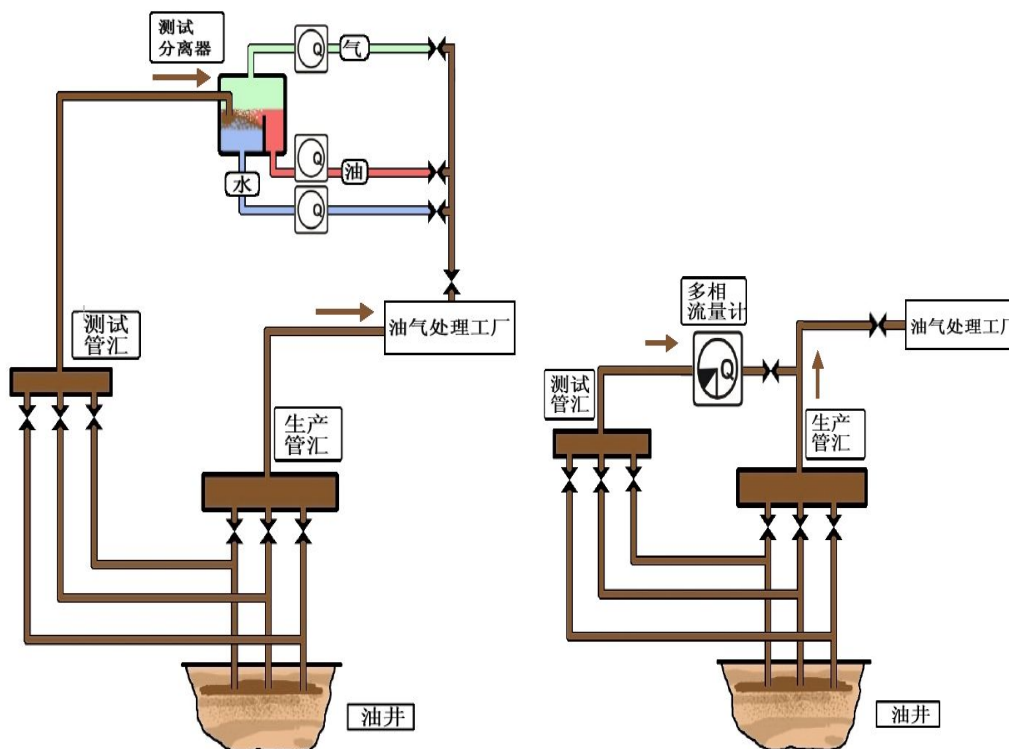 测试
分离器
Q
气
Q
油
水
Q
测试
管汇
油气处理工厂
生产
管汇
油井
多相
流量计
Q
油气处理工厂
测试
管汇
生产
管汇
油井